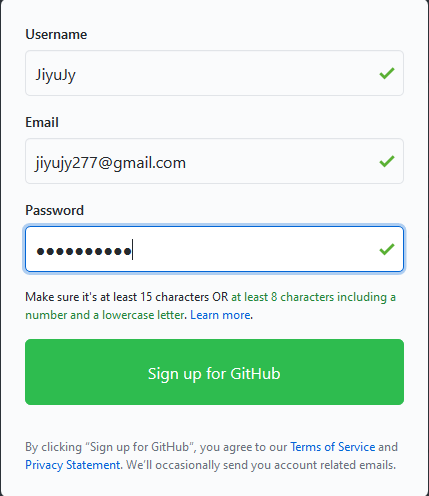 Username
JiyuJy
Email
jiyujy277@gmail.com
Password
●●●●●●●●●●
Make sure it's at least 15 characters OR at least 8 characters including a
number and a lowercase letter. Learn more.
Sign up for GitHub
By clicking “Sign up for GitHub”, you agree to our Terms of Service and
Privacy Statement. We’ll occasionally send you account related emails.